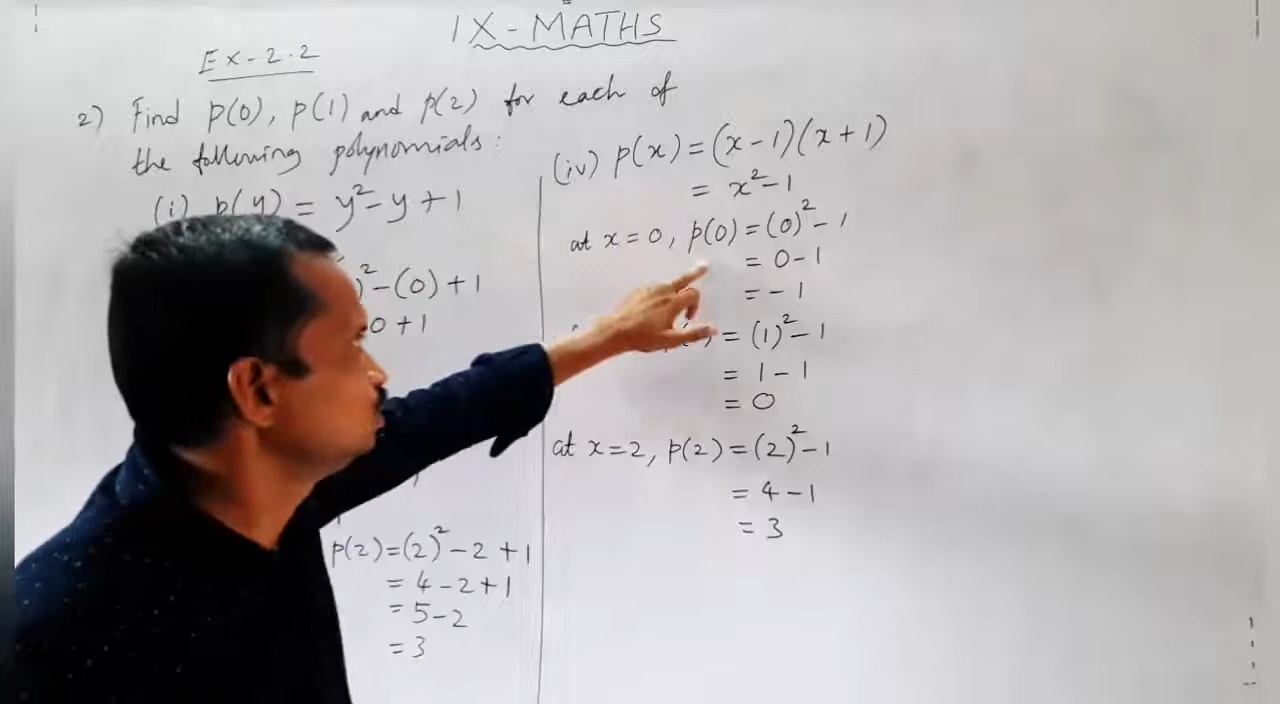 IX-MATHS
Ex-2.2
2) Find p(0), p(1) and p(2) for each of
the following polynomials:
(i) p(y) = y²-y+1
)²-(0)+1
0+1
p(2)=(2)²-2+1
= 4-2+1
= 5-2
= 3
(iv) p(x)=(x-1)(x+1)
= x²-1
at x=0, p(0)=(0)²-1
= 0-1
= -1
= (1)²-1
= 1-1
= 0
at x=2, p(2)=(2)²-1
= 4-1
= 3